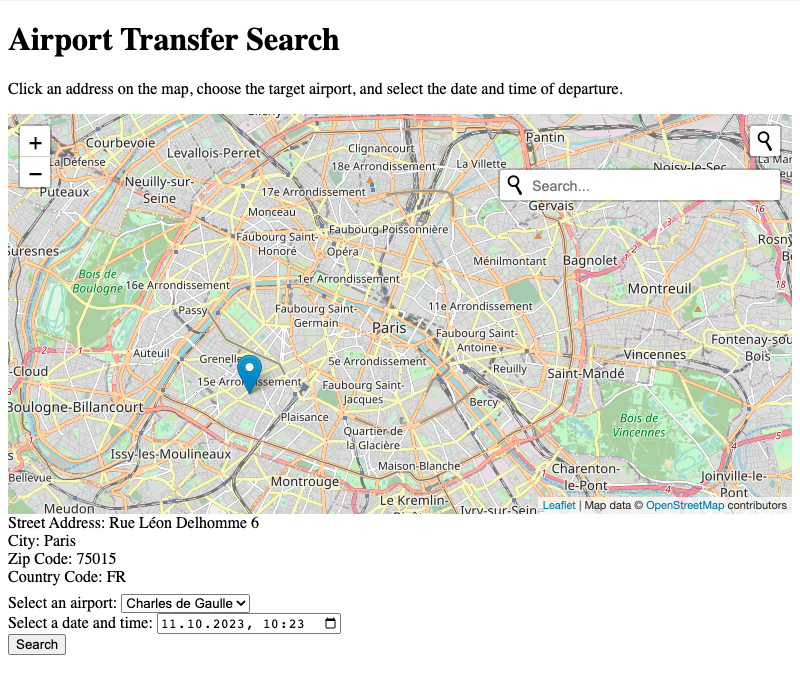 Airport Transfer Search
Click an address on the map, choose the target airport, and select the date and time of departure.
+
−
Search...
Courbevoie
Clignancourt
Pantin
La Défense
Levallois-Perret
18e Arrondissement
La Villette
Noisy-le-Sec
Puteaux
Neuilly-sur-
Seine
17e Arrondissement
Gervais
Monceau
16
Suresnes
Faubourg Saint-
Honoré
Faubourg Poissonnière
Opéra
Ménilmontant
Bagnolet
3
Bois de
Boulogne
16e Arrondissement
1er Arrondissement
Montreuil
18
Passy
Faubourg Saint-
Germain
11e Arrondissement
Paris
Faubourg Saint-
Antoine
Fontenay-sou
Bois
2
1
Auteuil
Grenelle
5e Arrondissement
Vincennes
-Cloud
15e Arrondissement
Reuilly
Saint-Mandé
Boulogne-Billancourt
Faubourg Saint-
Jacques
Bercy
Plaisance
Bois de
Vincennes
Quartier de
la Glacière
5
Issy-les-Moulineaux
Maison-Blanche
Bellevue
Montrouge
Charenton-
le-Pont
Joinville-le-
Pont
Le Kremlin-
Meudon
Ivry-sur-Sein
Leaflet | Map data © OpenStreetMap contributors
Street Address: Rue Léon Delhomme 6
City: Paris
Zip Code: 75015
Country Code: FR
Select an airport: Charles de Gaulle
Select a date and time: 11.10.2023, 10:23
Search